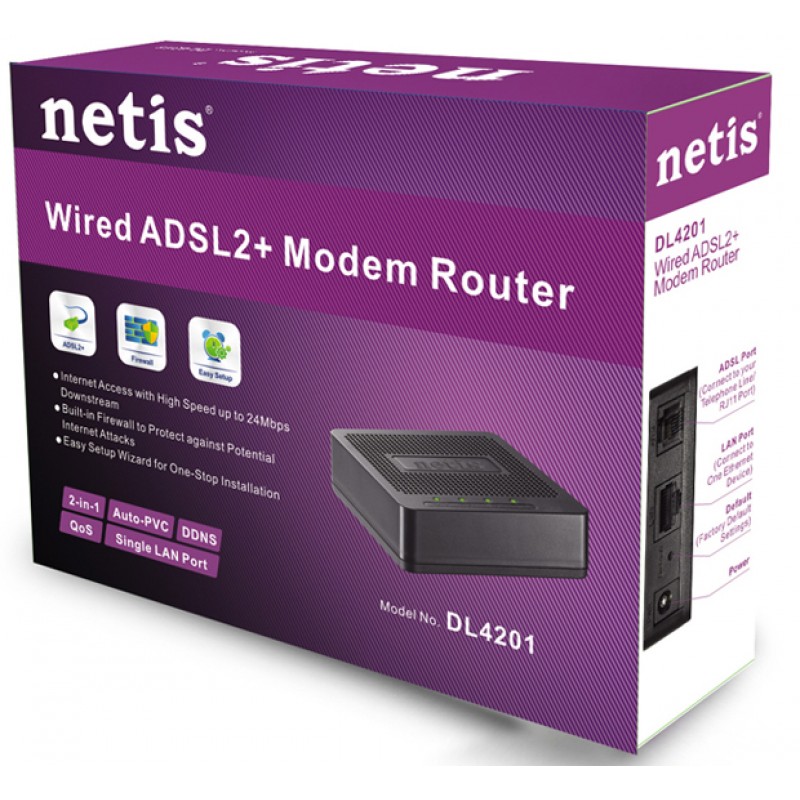 netis®
netis
Wired ADSL2+ Modem Router
ADSL2+
Firewall
Easy Setup
• Internet Access with High Speed up to 24Mbps
Downstream
• Built-in Firewall to Protect against Potential
Internet Attacks
• Easy Setup Wizard for One-Stop Installation
2-in-1
Auto-PVC
DDNS
QoS
Single LAN Port
netis
Model No. DL4201
netis®
DL4201
Wired ADSL2+
Modem Router
ADSL Port
(Connect to your
Telephone Line/
RJ11 Port)
LAN Port
(Connect to
One Ethernet
Device)
Default
(Factory Default
Settings)
Power